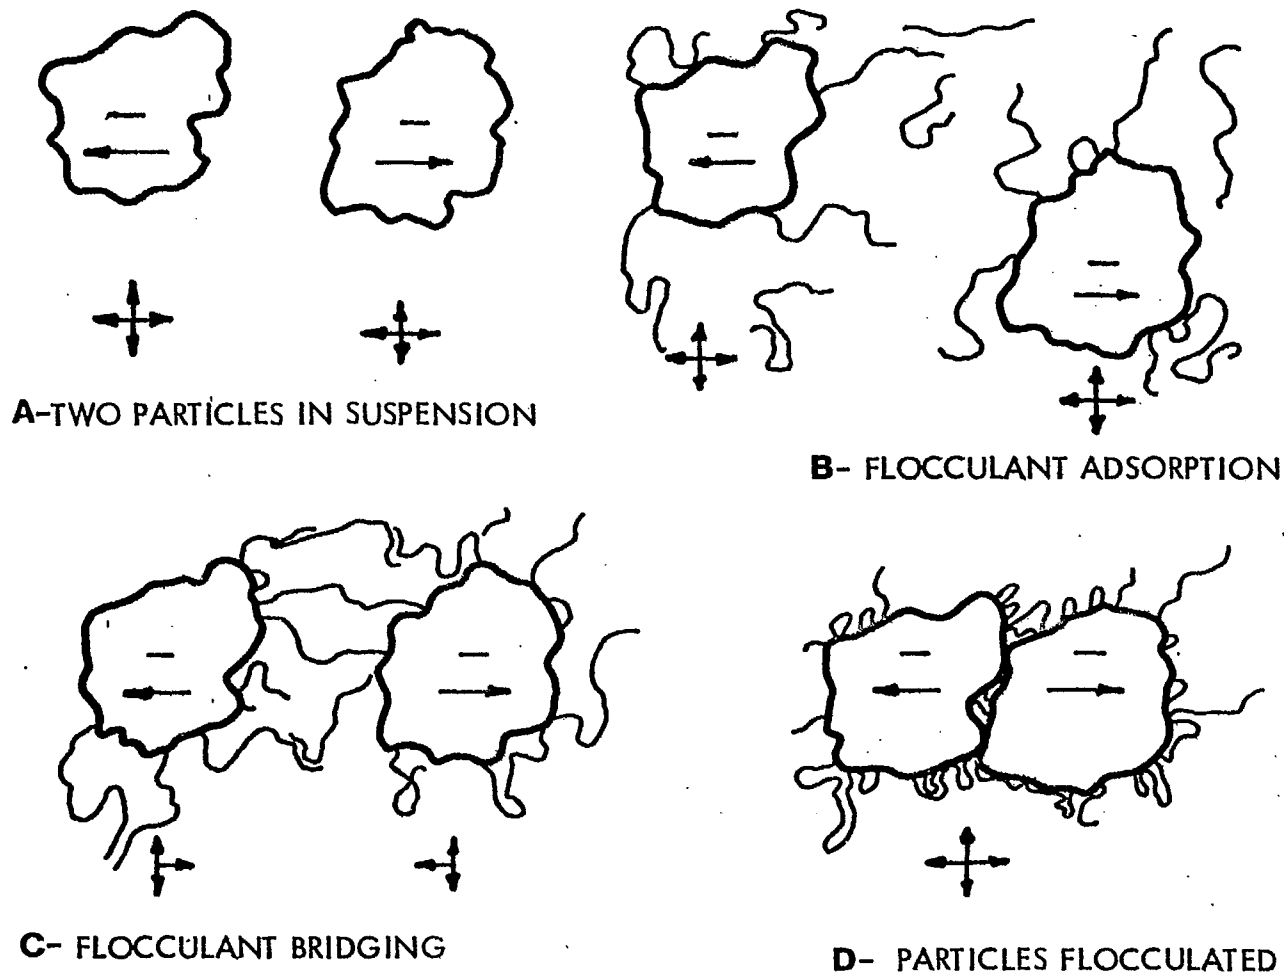 A-TWO PARTICLES IN SUSPENSION
B- FLOCCULANT ADSORPTION
C- FLOCCULANT BRIDGING
D- PARTICLES FLOCCULATED